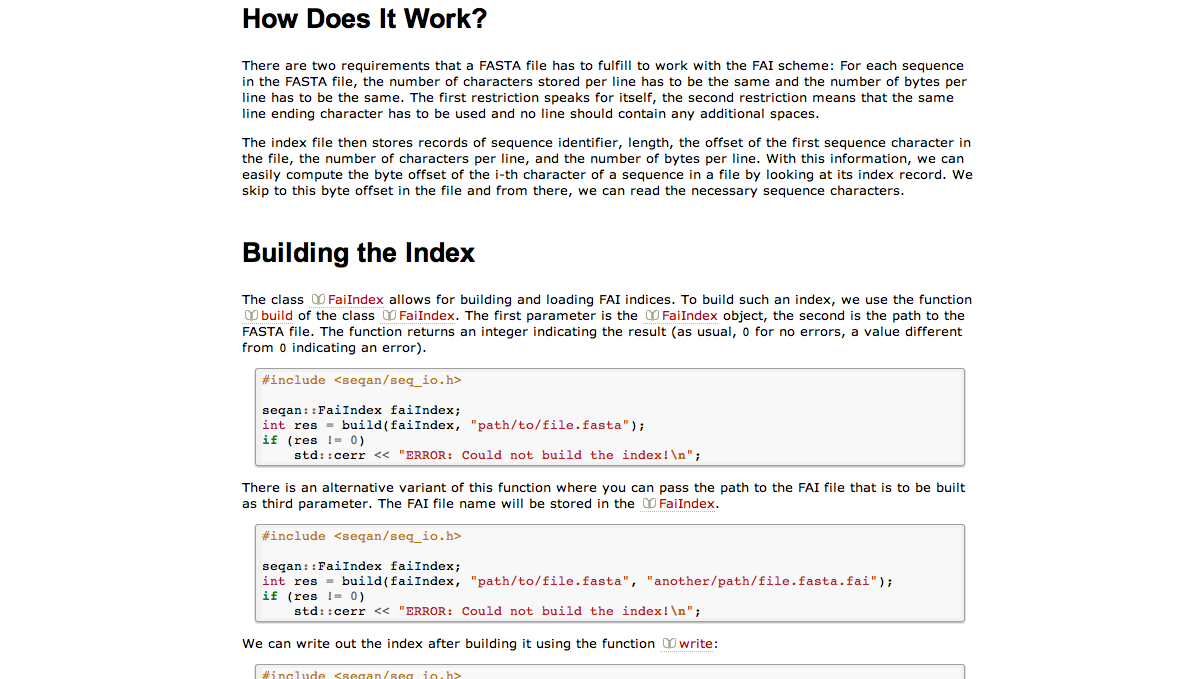 How Does It Work?
There are two requirements that a FASTA file has to fulfill to work with the FAI scheme: For each sequence
in the FASTA file, the number of characters stored per line has to be the same and the number of bytes per
line has to be the same. The first restriction speaks for itself, the second restriction means that the same
line ending character has to be used and no line should contain any additional spaces.
The index file then stores records of sequence identifier, length, the offset of the first sequence character in
the file, the number of characters per line, and the number of bytes per line. With this information, we can
easily compute the byte offset of the i-th character of a sequence in a file by looking at its index record. We
skip to this byte offset in the file and from there, we can read the necessary sequence characters.
Building the Index
The class FaiIndex allows for building and loading FAI indices. To build such an index, we use the function
build of the class FaiIndex. The first parameter is the FaiIndex object, the second is the path to the
FASTA file. The function returns an integer indicating the result (as usual, 0 for no errors, a value different
from 0 indicating an error).
#include <seqan/seq_io.h>
seqan::FaiIndex faiIndex;
int res = build(faiIndex, "path/to/file.fasta");
if (res != 0)
    std::cerr << "ERROR: Could not build the index!\n";
There is an alternative variant of this function where you can pass the path to the FAI file that is to be built
as third parameter. The FAI file name will be stored in the FaiIndex.
#include <seqan/seq_io.h>
seqan::FaiIndex faiIndex;
int res = build(faiIndex, "path/to/file.fasta", "another/path/file.fasta.fai");
if (res != 0)
    std::cerr << "ERROR: Could not build the index!\n";
We can write out the index after building it using the function write:
#include <seqan/seq_io.h>